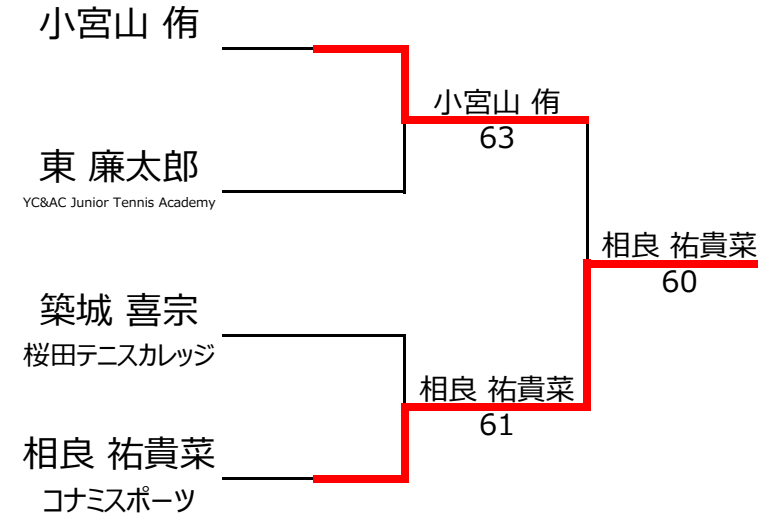 小宮山 侑
小宮山 侑
63
東 廉太郎
YC&AC Junior Tennis Academy
相良 祐貴菜
60
築城 喜宗
桜田テニスカレッジ
相良 祐貴菜
61
相良 祐貴菜
コナミスポーツ